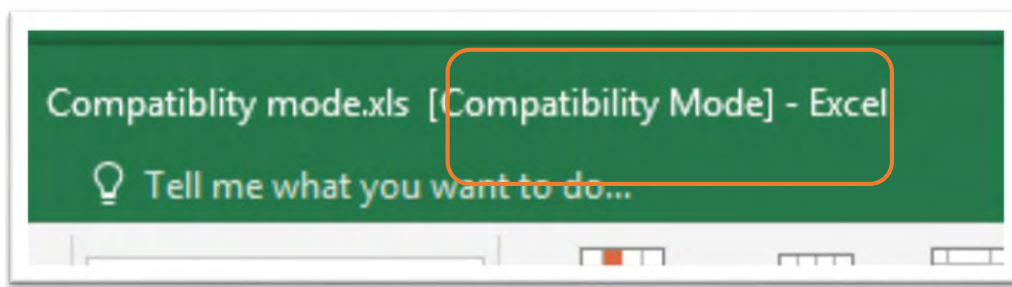 Compatiblity mode.xls  [Compatibility Mode] - Excel
Tell me what you want to do...